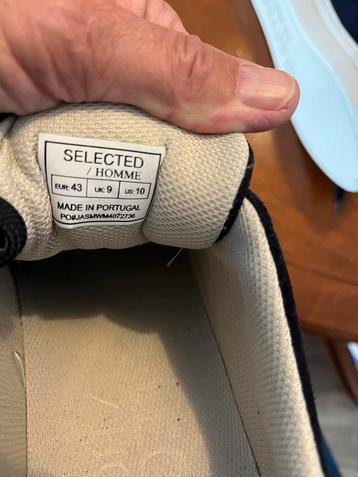 SELECTED
/ HOMME
EUR: 43 UK: 9 US: 10
MADE IN PORTUGAL
PO#JASMWM4072736